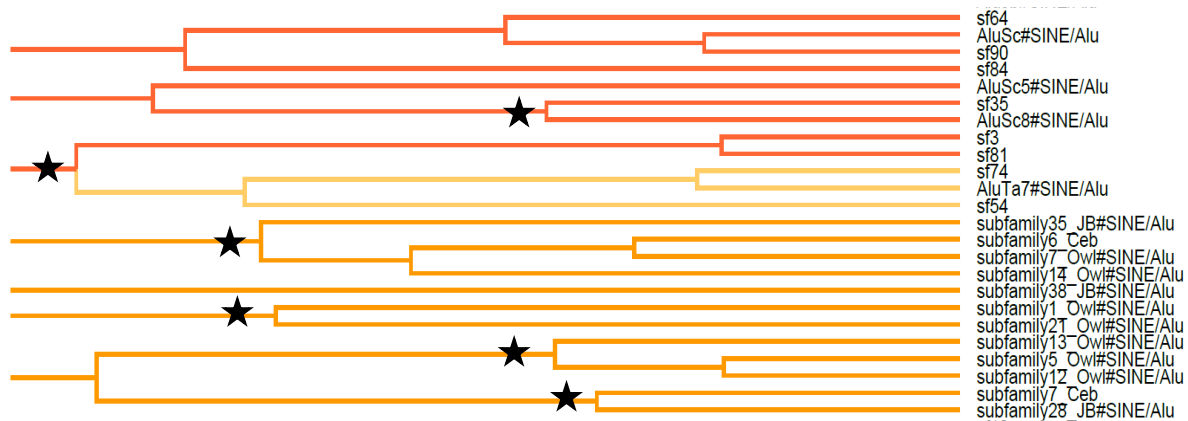 sf64
AluSc#SINE/Alu
sf90
sf84
AluSc5#SINE/Alu
sf35
AluSc8#SINE/Alu
sf3
sf81
sf74
AluTa7#SINE/Alu
sf54
subfamily35_JB#SINE/Alu
subfamily6_Ceb
subfamily7_Owl#SINE/Alu
subfamily14_Owl#SINE/Alu
subfamily38_JB#SINE/Alu
subfamily1_Owl#SINE/Alu
subfamily21_Owl#SINE/Alu
subfamily13_Owl#SINE/Alu
subfamily5_Owl#SINE/Alu
subfamily12_Owl#SINE/Alu
subfamily7_Ceb
subfamily28_JB#SINE/Alu